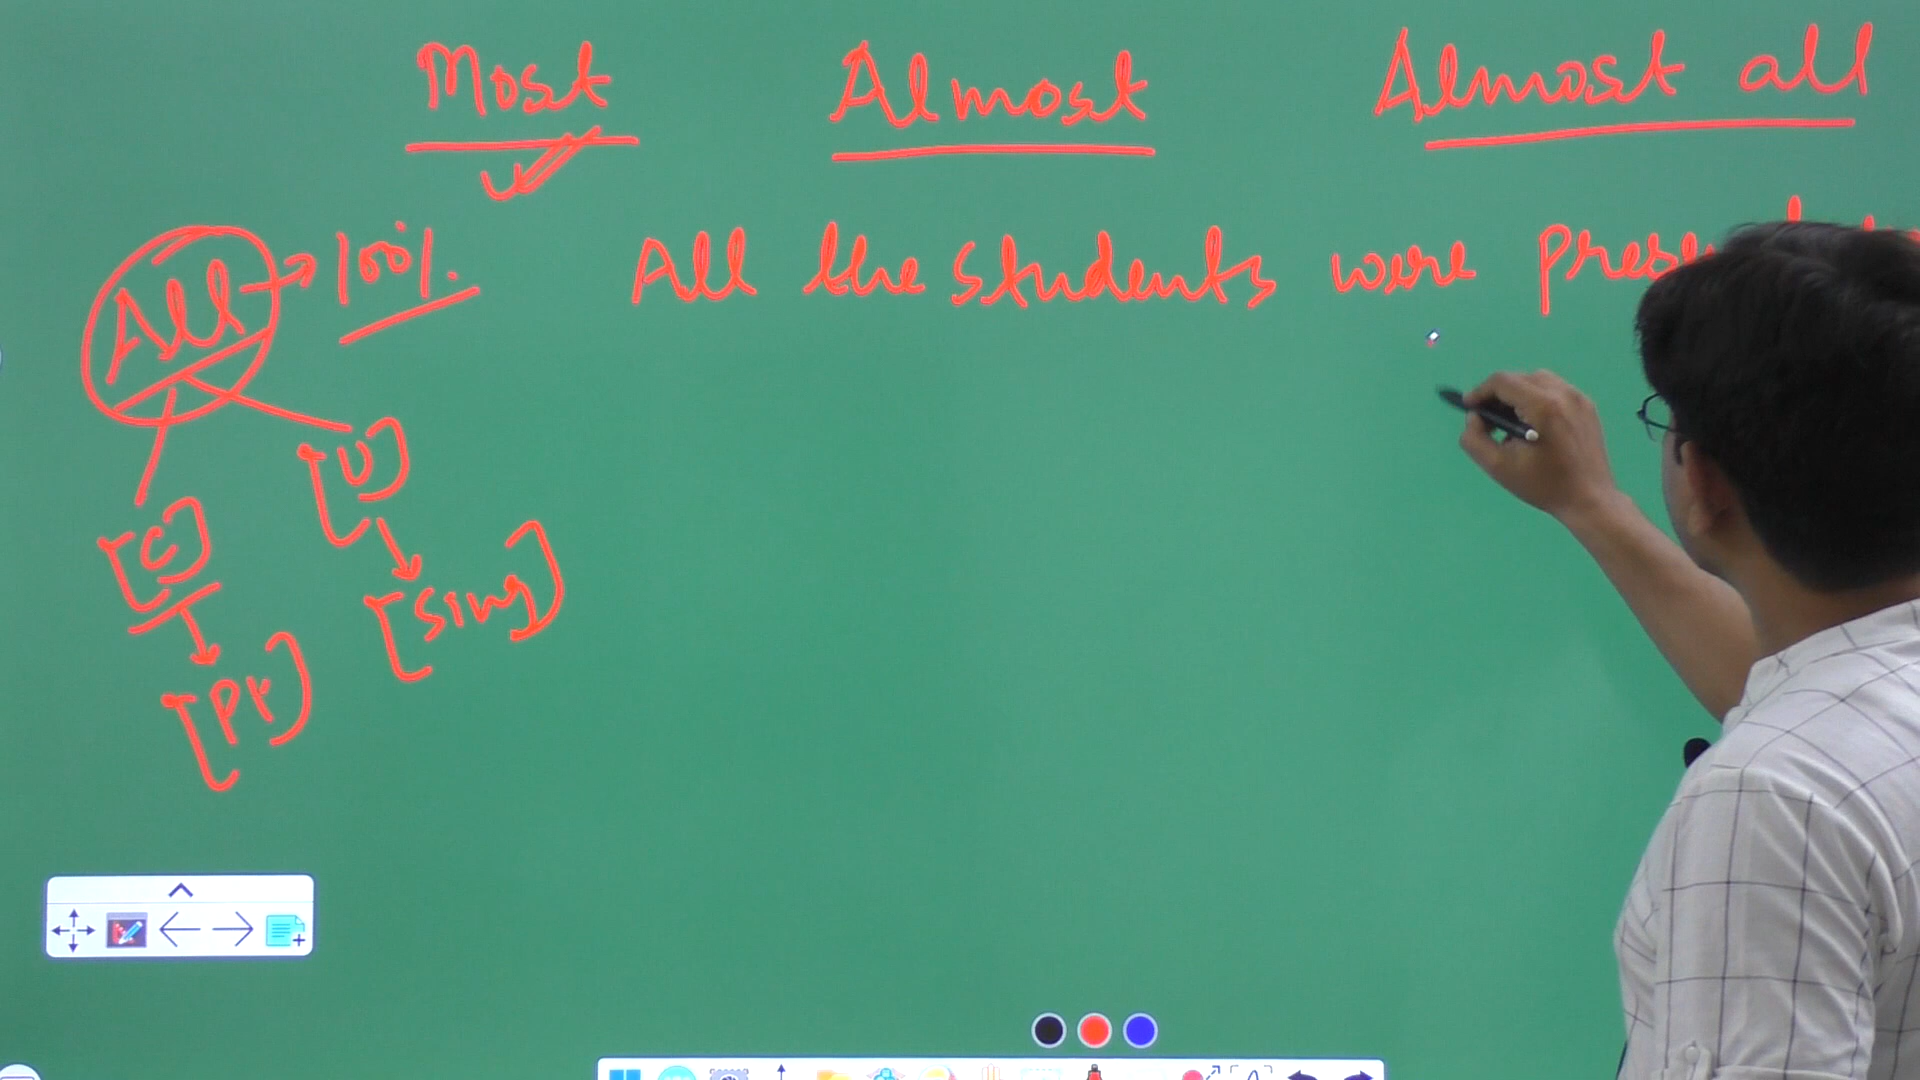 Most Almost Almost all
All → 100%.
All the students were
[C] [U]
[Pr] [Sing]